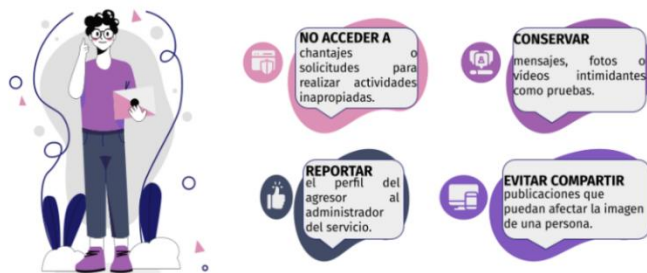 NO ACCEDER A
chantajes o
solicitudes para
realizar actividades
inapropiadas.
CONSERVAR
mensajes, fotos o
videos intimidantes
como pruebas.
REPORTAR
el perfil del
agresor al
administrador
del servicio.
EVITAR COMPARTIR
publicaciones que
puedan afectar la imagen
de una persona.